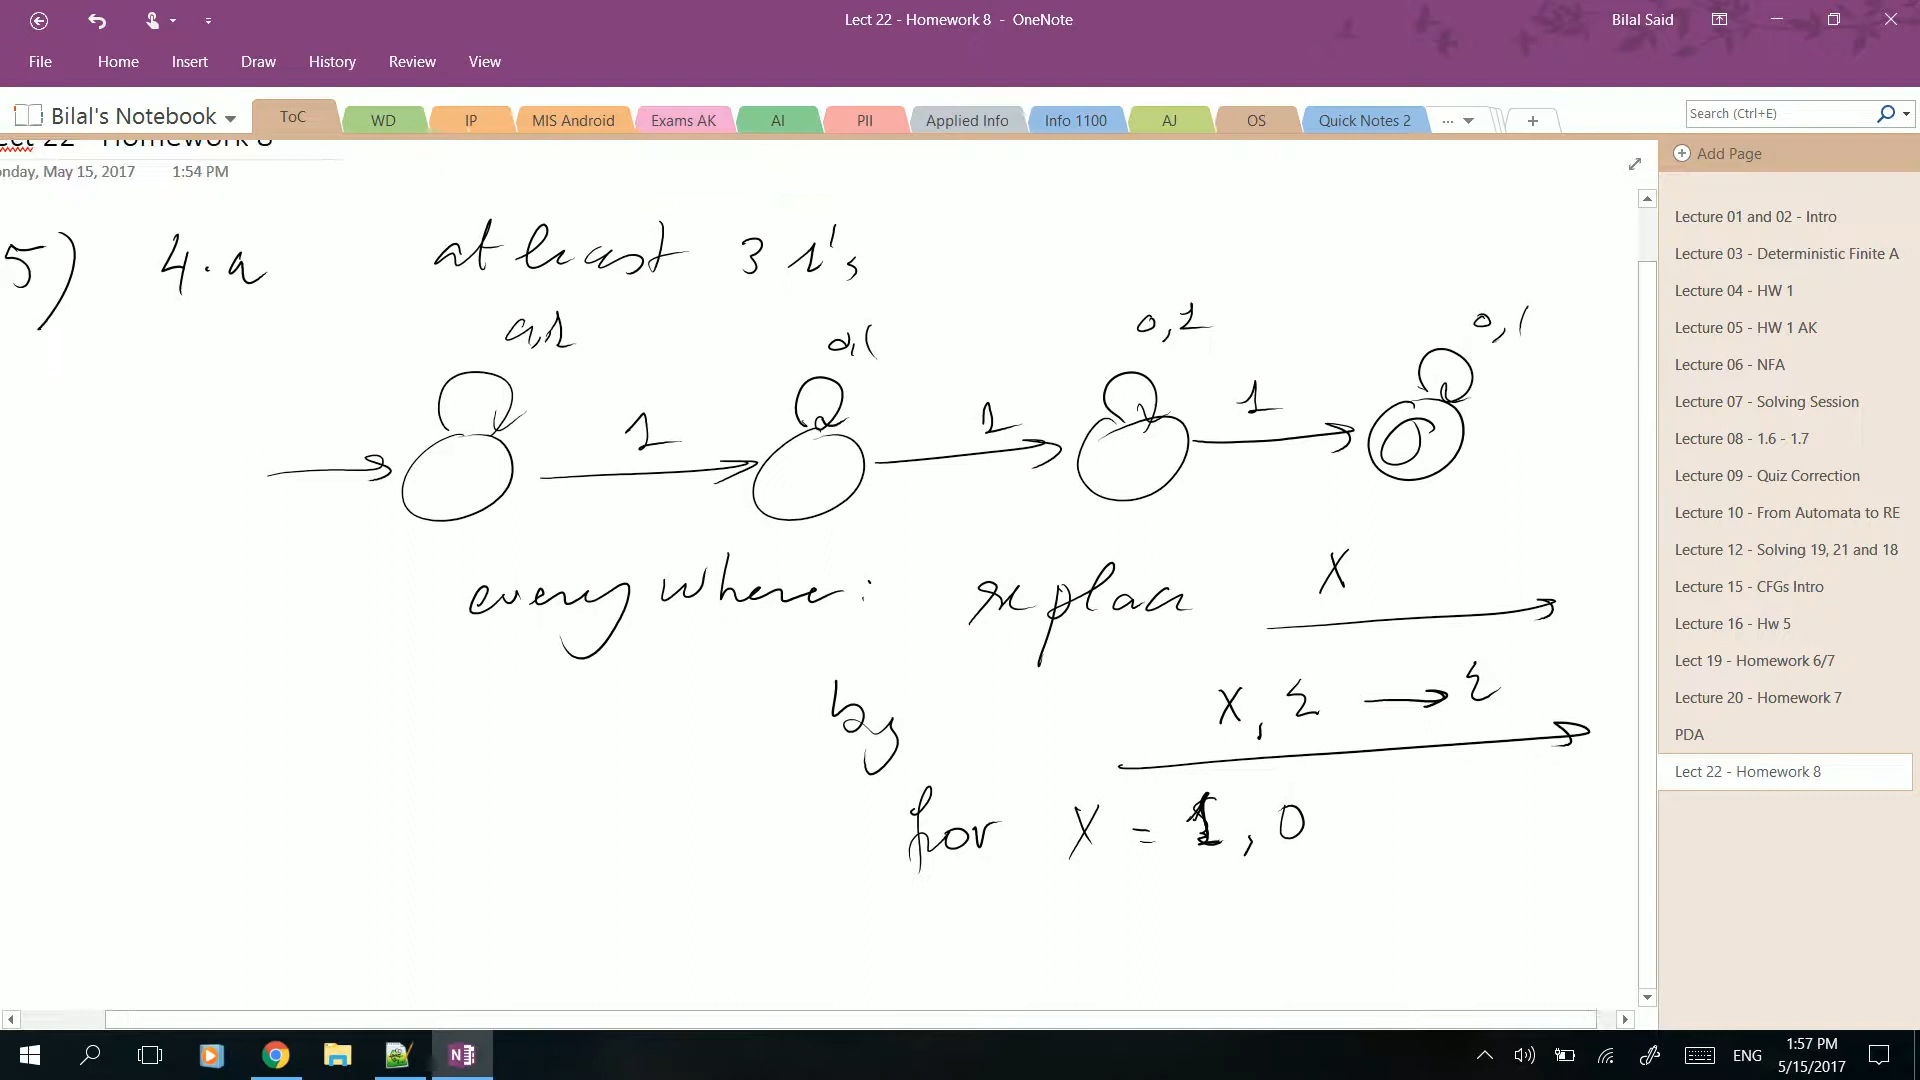 Lect 22 - Homework 8 - OneNote
Bilal Said
File Home Insert Draw History Review View
Bilal's Notebook
ToC WD IP MIS Android Exams AK AI PII Applied Info Info 1100 AJ OS Quick Notes 2 ...
Search (Ctrl+E)
ect 22 - Homework 8
onday, May 15, 2017 1:54 PM
Add Page
Lecture 01 and 02 - Intro
Lecture 03 - Deterministic Finite A
Lecture 04 - HW 1
Lecture 05 - HW 1 AK
Lecture 06 - NFA
Lecture 07 - Solving Session
Lecture 08 - 1.6 - 1.7
Lecture 09 - Quiz Correction
Lecture 10 - From Automata to RE
Lecture 12 - Solving 19, 21 and 18
Lecture 15 - CFGs Intro
Lecture 16 - Hw 5
Lect 19 - Homework 6/7
Lecture 20 - Homework 7
PDA
Lect 22 - Homework 8
5) 4.a at least 3 1's
0,1 0,1 0,1 0,1
1 1 1
everywhere: replace X
by X, ε → ε
for X = 1, 0
ENG
1:57 PM
5/15/2017